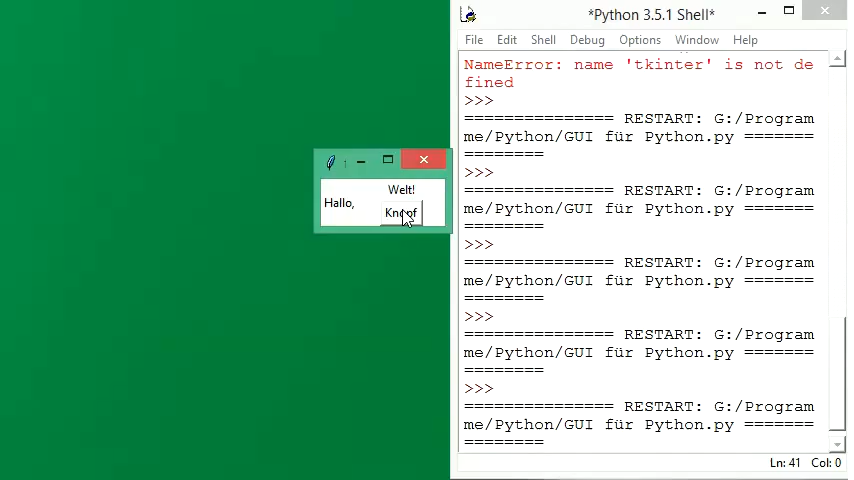 *Python 3.5.1 Shell*
File Edit Shell Debug Options Window Help
NameError: name 'tkinter' is not de
fined
>>>
=============== RESTART: G:/Program
me/Python/GUI für Python.py =======
========
>>>
=============== RESTART: G:/Program
me/Python/GUI für Python.py =======
========
>>>
=============== RESTART: G:/Program
me/Python/GUI für Python.py =======
========
>>>
=============== RESTART: G:/Program
me/Python/GUI für Python.py =======
========
>>>
=============== RESTART: G:/Program
me/Python/GUI für Python.py =======
========
Ln: 41 Col: 0
Welt!
Hallo,
Knopf